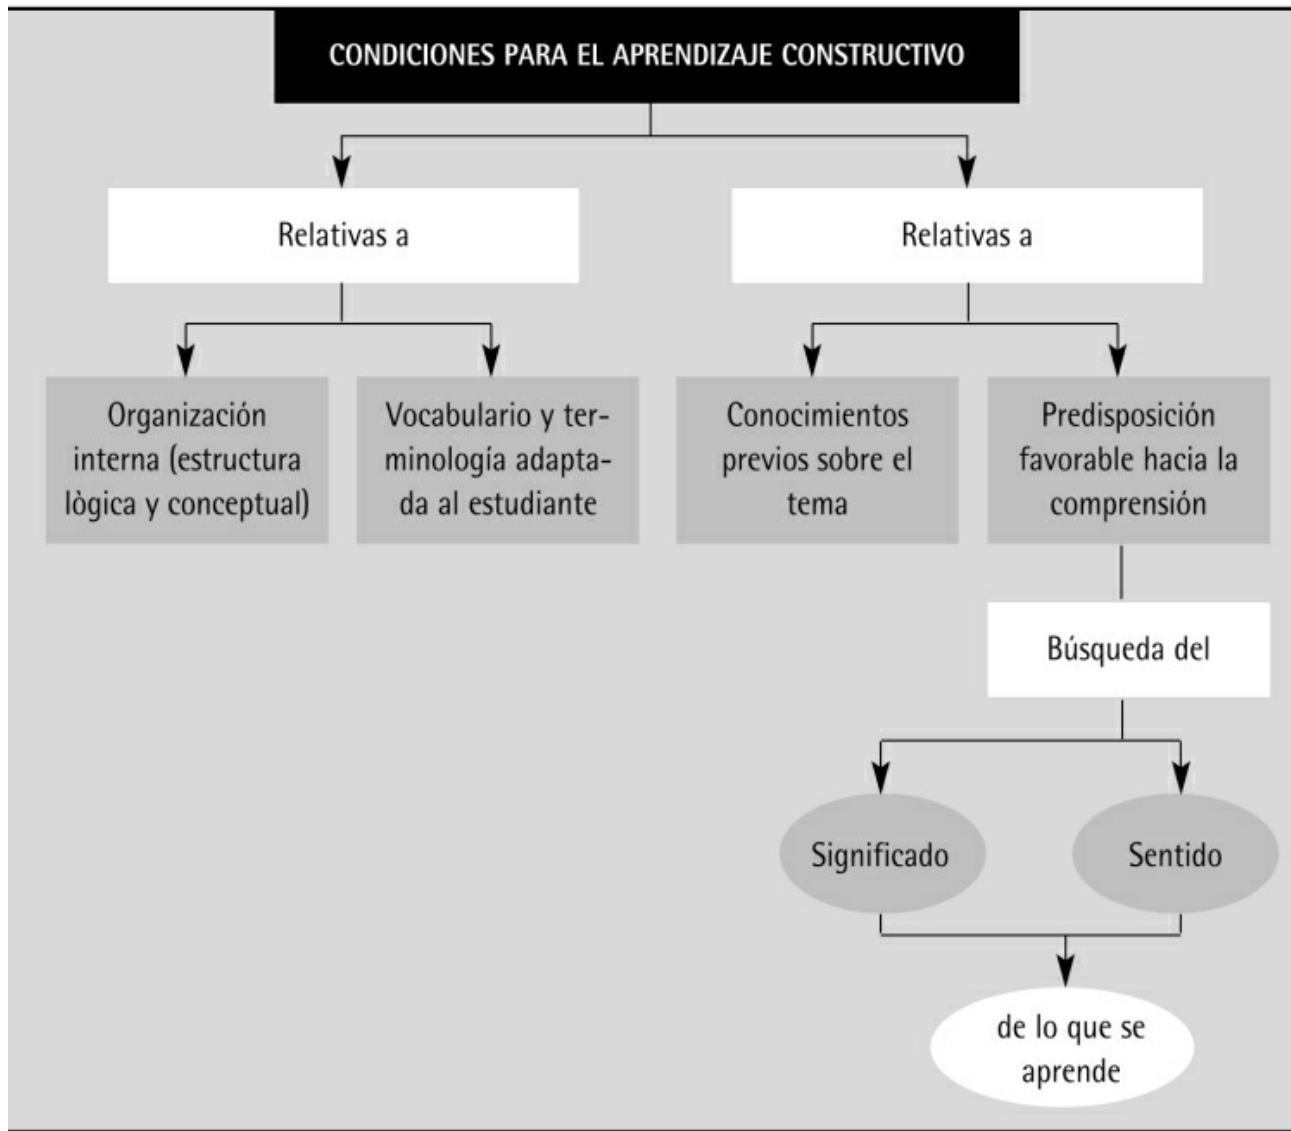 CONDICIONES PARA EL APRENDIZAJE CONSTRUCTIVO
Relativas a
Relativas a
Organización
interna (estructura
lògica y conceptual)
Vocabulario y ter-
minología adapta-
da al estudiante
Conocimientos
previos sobre el
tema
Predisposición
favorable hacia la
comprensión
Búsqueda del
Significado
Sentido
de lo que se
aprende